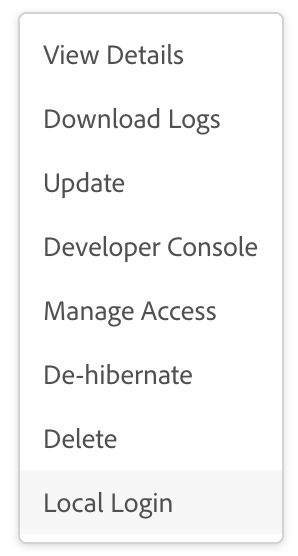 View Details
Download Logs
Update
Developer Console
Manage Access
De-hibernate
Delete
Local Login